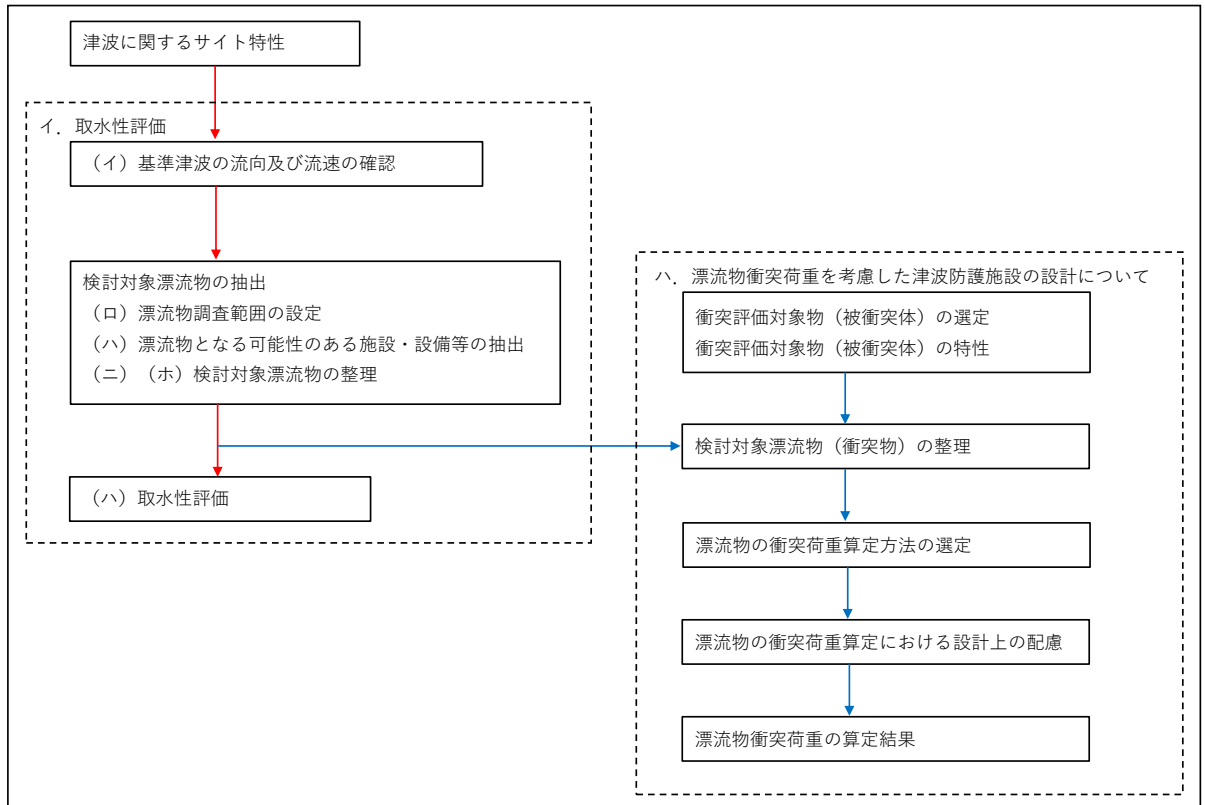 津波に関するサイト特性
イ．取水性評価
（イ）基準津波の流向及び流速の確認
検討対象漂流物の抽出
（ロ）漂流物調査範囲の設定
（ハ）漂流物となる可能性のある施設・設備等の抽出
（ニ）（ホ）検討対象漂流物の整理
（ハ）取水性評価
ハ．漂流物衝突荷重を考慮した津波防護施設の設計について
衝突評価対象物（被衝突体）の選定
衝突評価対象物（被衝突体）の特性
検討対象漂流物（衝突物）の整理
漂流物の衝突荷重算定方法の選定
漂流物の衝突荷重算定における設計上の配慮
漂流物衝突荷重の算定結果